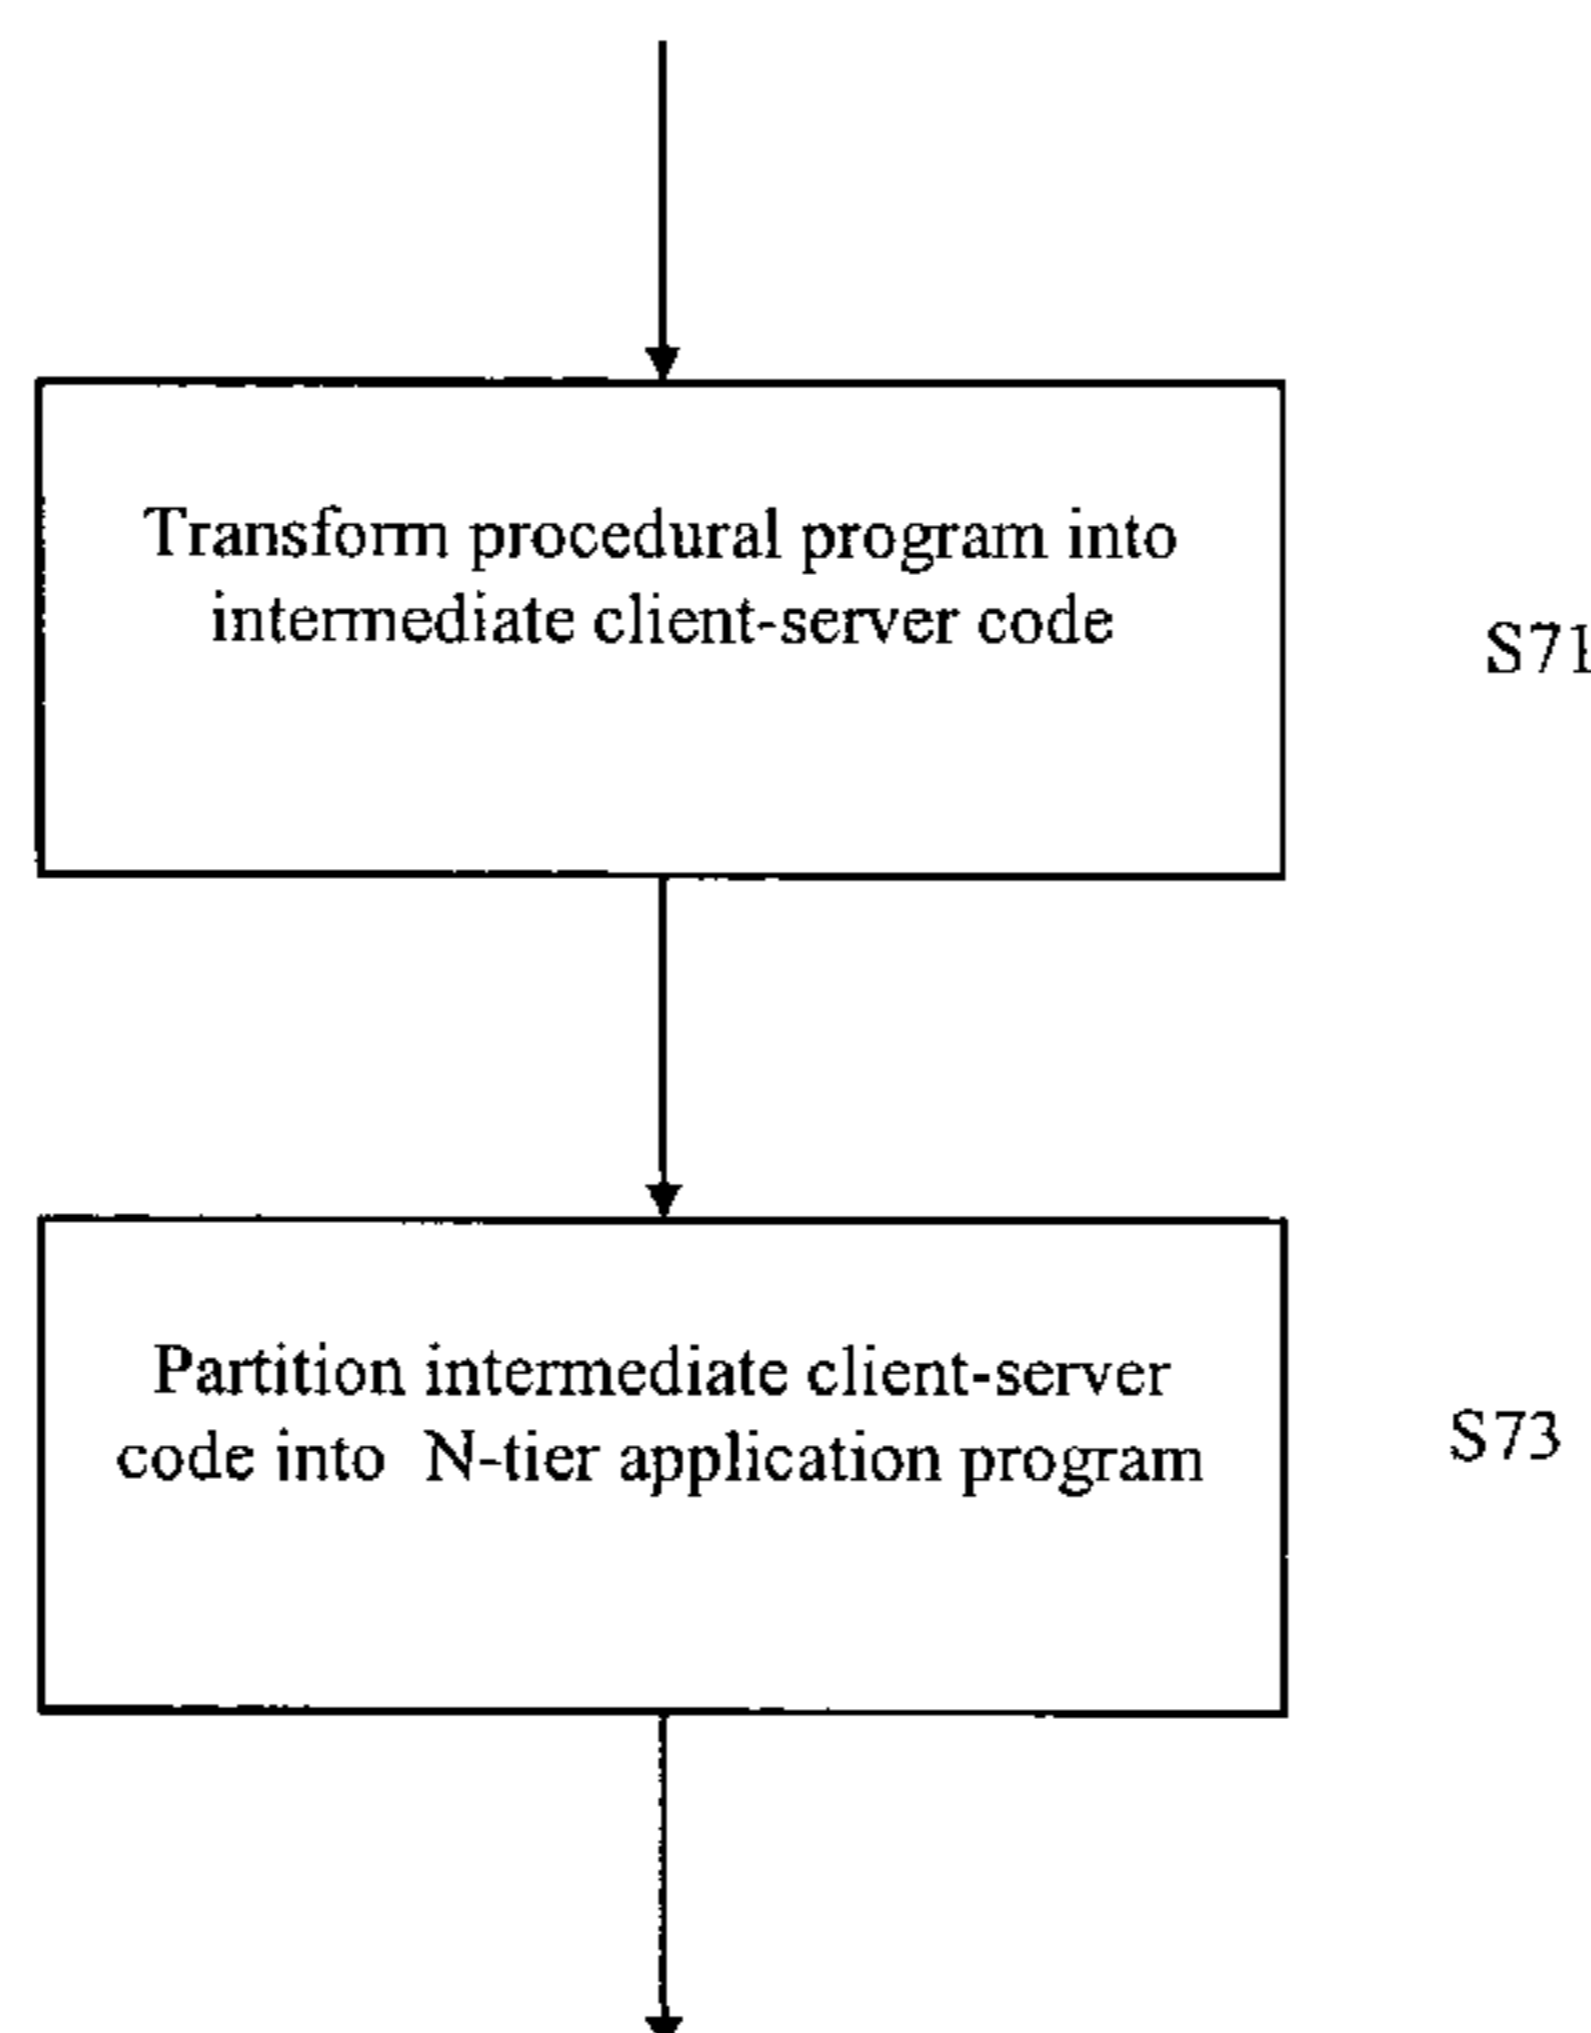 Transform procedural program into
intermediate client-server code
S71
Partition intermediate client-server
code into N-tier application program
S73